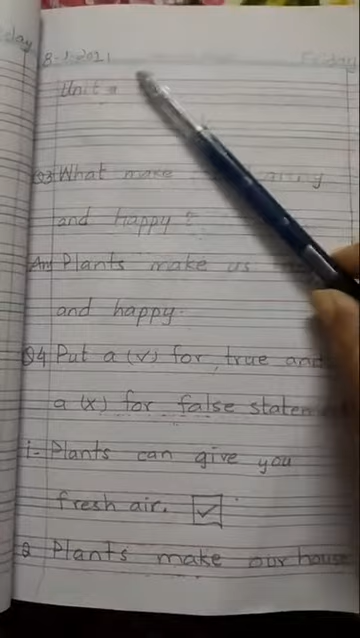 8-1-2021 Friday
Unit
Q3 What make
and happy
Ans Plants make us
and happy.
Q4 Put a (✓) for true and
a (x) for false
1- Plants can give you
fresh air. ☑
2 Plants make our house